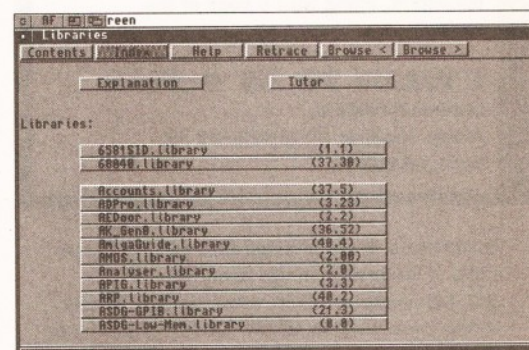 AF reen
Libraries
Contents Index Help Retrace Browse < Browse >
Explanation Tutor
Libraries:
6581SID.library (1.1)
68040.library (37.30)
Accounts.library (37.5)
ADPro.library (3.23)
AEDoor.library (2.2)
AK_Gen0.library (36.52)
AmigaGuide.library (40.4)
AMOS.library (2.00)
Analyser.library (2.0)
APIG.library (3.3)
ARP.library (40.2)
ASDG-GPIB.library (21.3)
ASDG-Low-Mem.library (0.0)